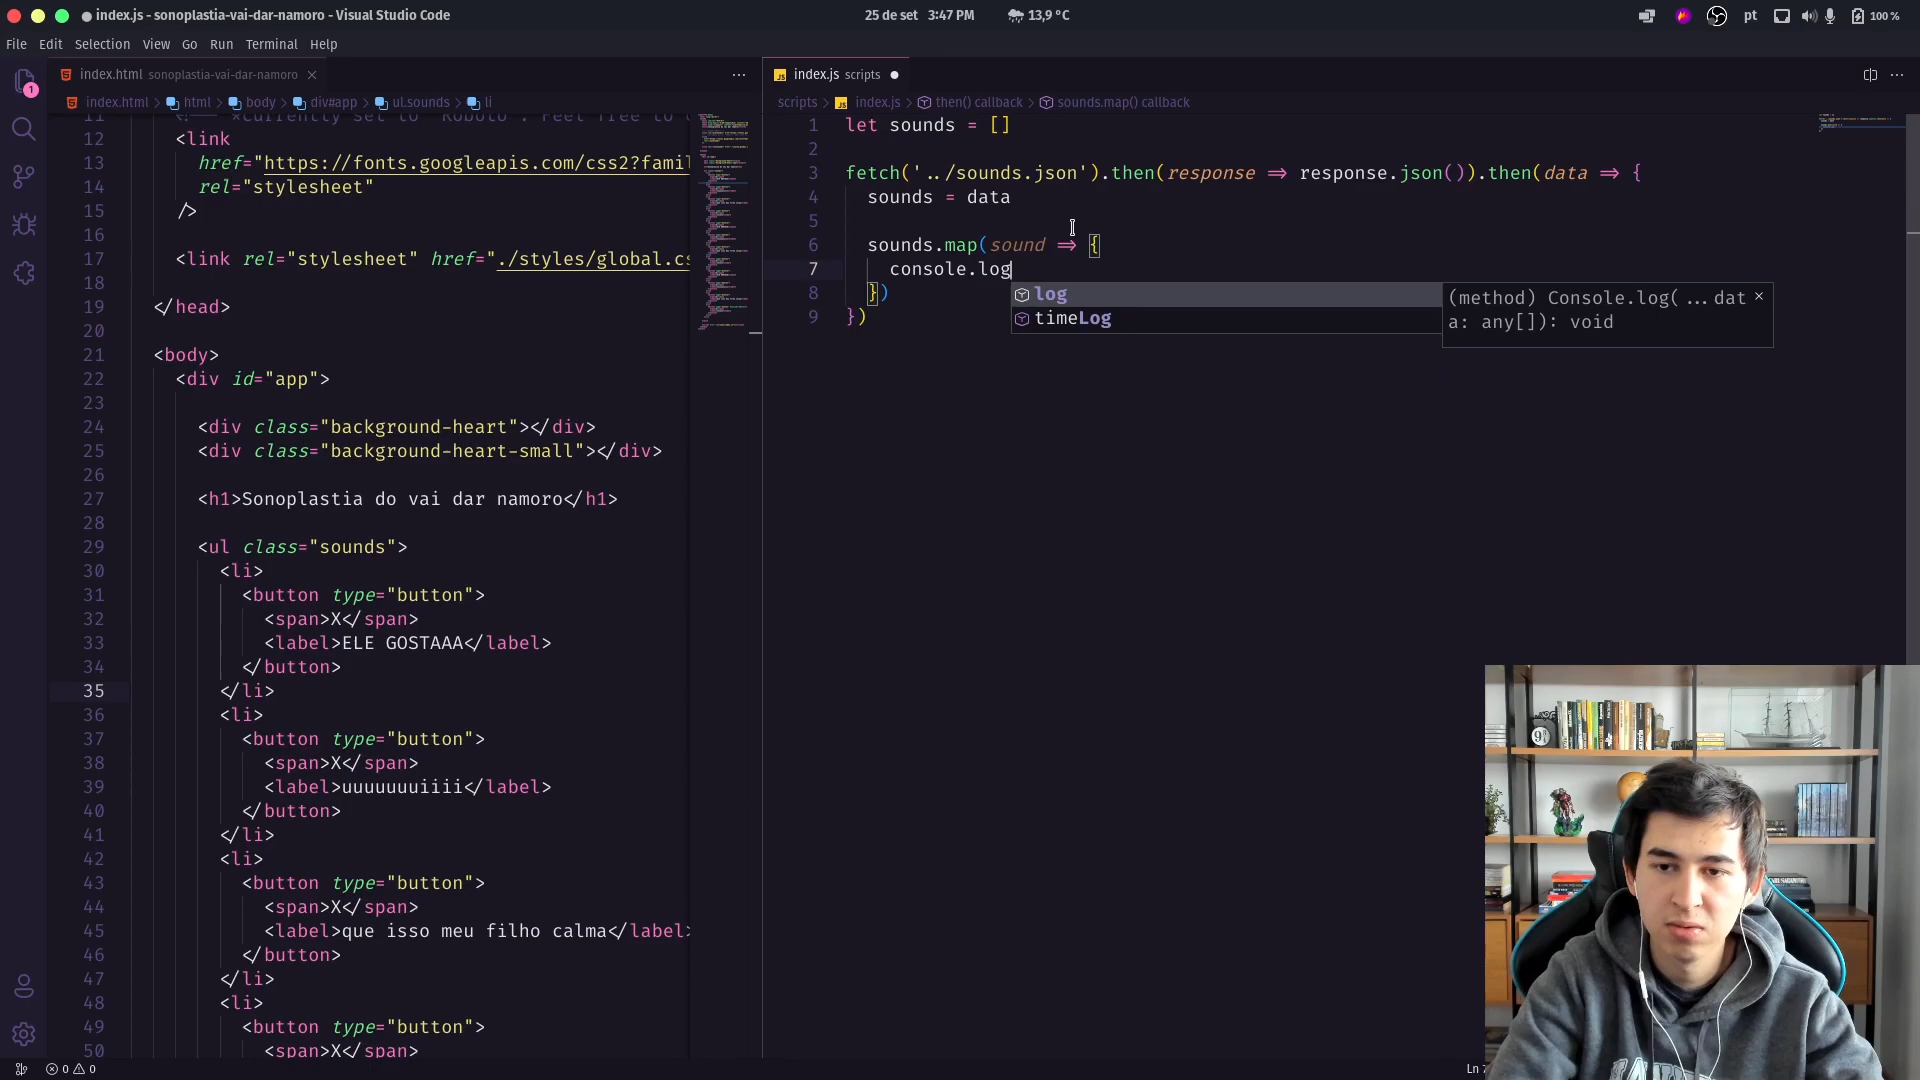 index.js - sonoplastia-vai-dar-namoro - Visual Studio Code
25 de set 3:47 PM
13,9 °C
pt
100 %
File Edit Selection View Go Run Terminal Help
index.html sonoplastia-vai-dar-namoro
index.html > html > body > div#app > ul.sounds > li
1
11
12 <link
13 href="https://fonts.googleapis.com/css2?famil
14 rel="stylesheet"
15 />
16
17 <link rel="stylesheet" href="./styles/global.cs
18
19 </head>
20
21 <body>
22 <div id="app">
23
24 <div class="background-heart"></div>
25 <div class="background-heart-small"></div>
26
27 <h1>Sonoplastia do vai dar namoro</h1>
28
29 <ul class="sounds">
30 <li>
31 <button type="button">
32 <span>X</span>
33 <label>ELE GOSTAAA</label>
34 </button>
35 </li>
36 <li>
37 <button type="button">
38 <span>X</span>
39 <label>uuuuuuuiiii</label>
40 </button>
41 </li>
42 <li>
43 <button type="button">
44 <span>X</span>
45 <label>que isso meu filho calma</label>
46 </button>
47 </li>
48 <li>
49 <button type="button">
50 <span>X</span>
0 0
JS index.js scripts
scripts > JS index.js > then() callback > sounds.map() callback
1 let sounds = []
2
3 fetch('../sounds.json').then(response => response.json()).then(data => {
4 sounds = data
5
6 sounds.map(sound => {
7 console.log
8 })
9 })
log
timeLog
(method) Console.log(...dat
a: any[]): void